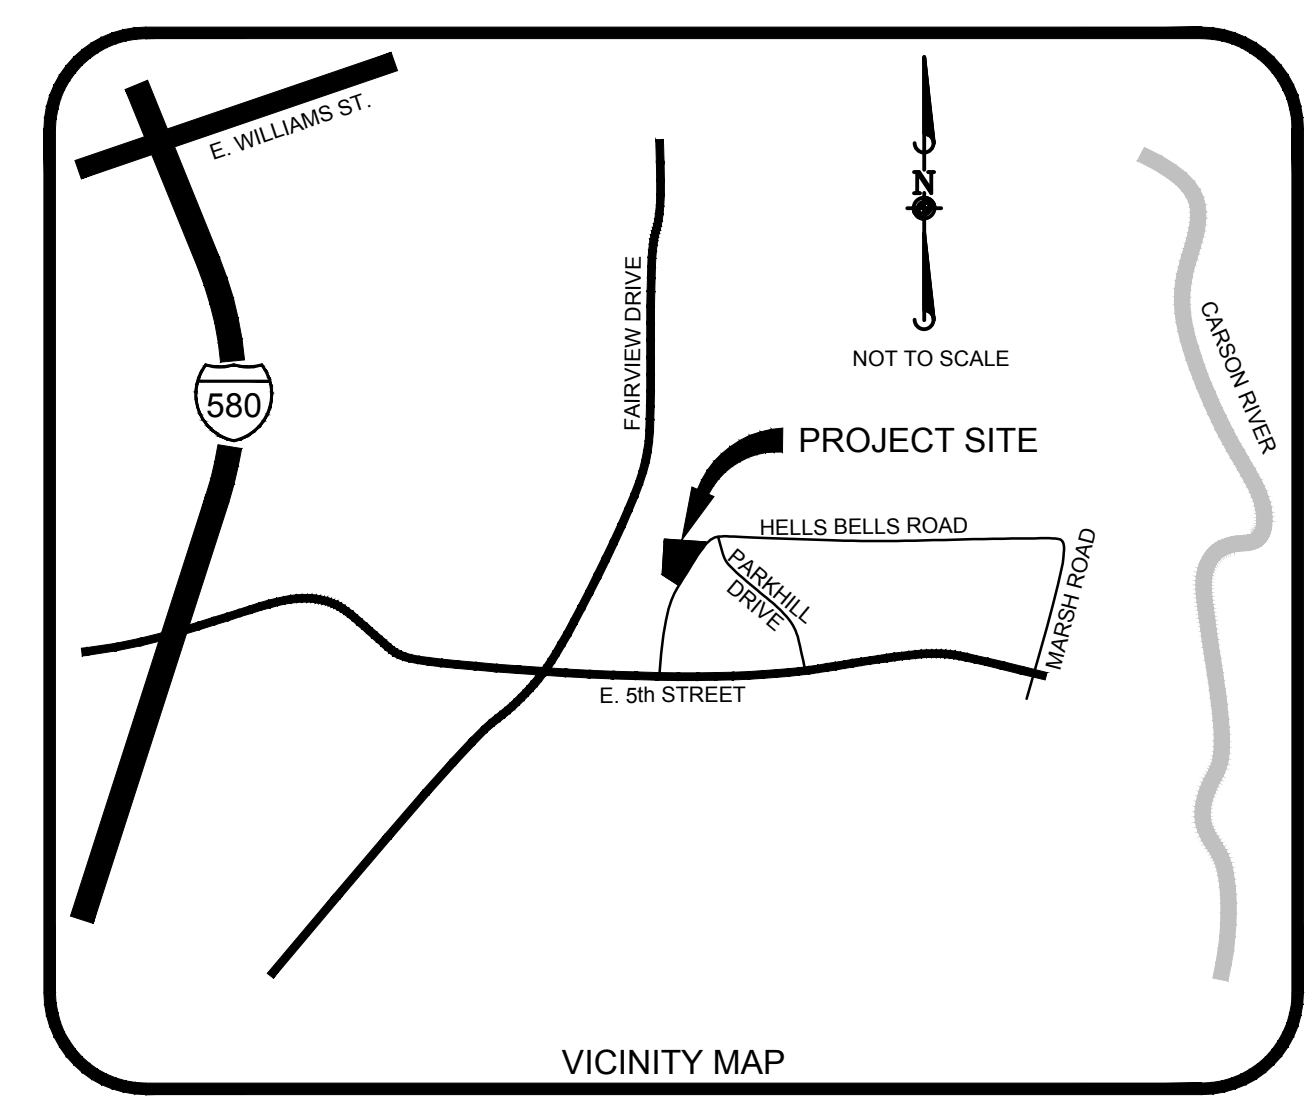 E. WILLIAMS ST.
N
FAIRVIEW DRIVE
CARSON RIVER
NOT TO SCALE
580
PROJECT SITE
HELLS BELLS ROAD
MARSH ROAD
PARKHILL
DRIVE
E. 5th STREET
VICINITY MAP